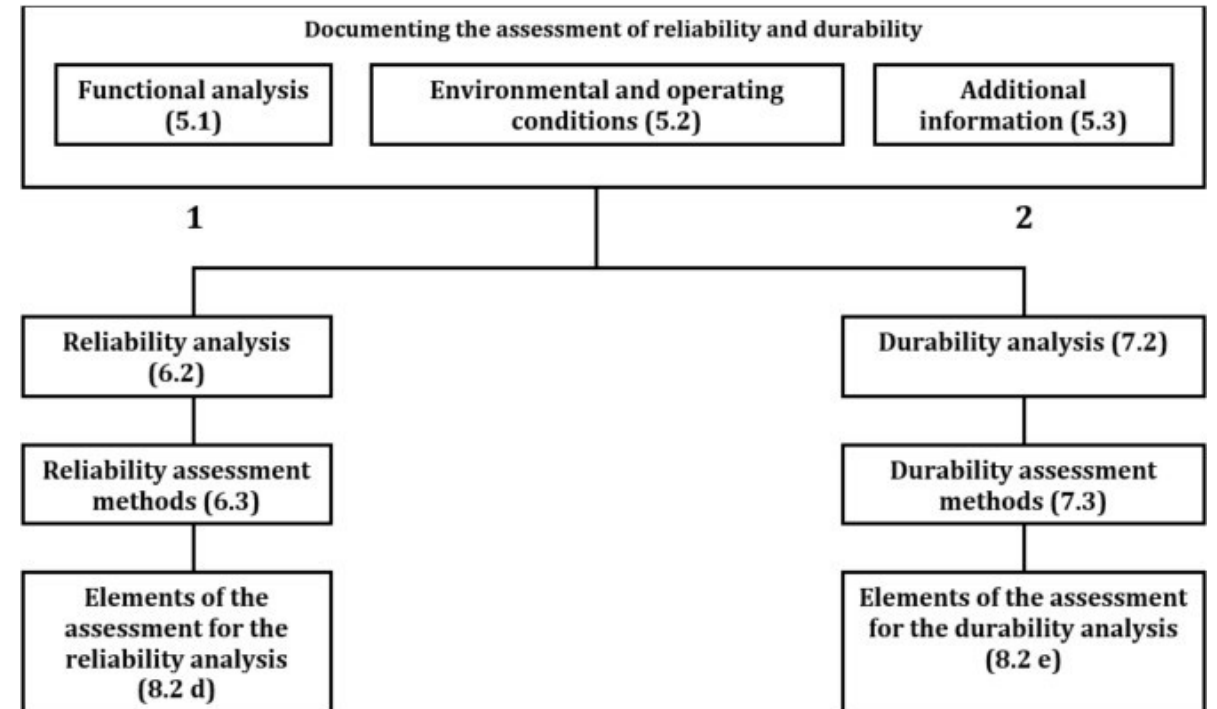 Documenting the assessment of reliability and durability
Functional analysis
(5.1)
Environmental and operating
conditions (5.2)
Additional
information (5.3)
1
2
Reliability analysis
(6.2)
Durability analysis (7.2)
Reliability assessment
methods (6.3)
Durability assessment
methods (7.3)
Elements of the
assessment for the
reliability analysis
(8.2 d)
Elements of the assessment
for the durability analysis
(8.2 e)